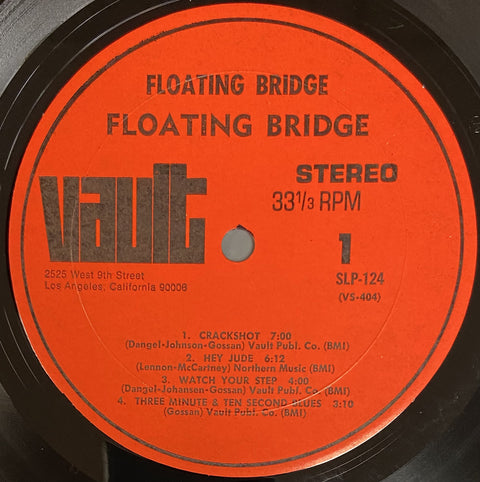 FLOATING BRIDGE
FLOATING BRIDGE
vault
STEREO
33 1/3 RPM
2525 West 9th Street
Los Angeles, California 90006
1
SLP-124
(VS-404)
1. CRACKSHOT 7:00
(Dangel-Johnson-Gossan) Vault Publ. Co. (BMI)
2. HEY JUDE 6:12
(Lennon-McCartney) Northern Music (BMI)
3. WATCH YOUR STEP 4:00
(Dangel-Johansen-Gossan) Vault Publ. Co. (BMI)
4. THREE MINUTE & TEN SECOND BLUES 3:10
(Gossan) Vault Publ. Co. (BMI)